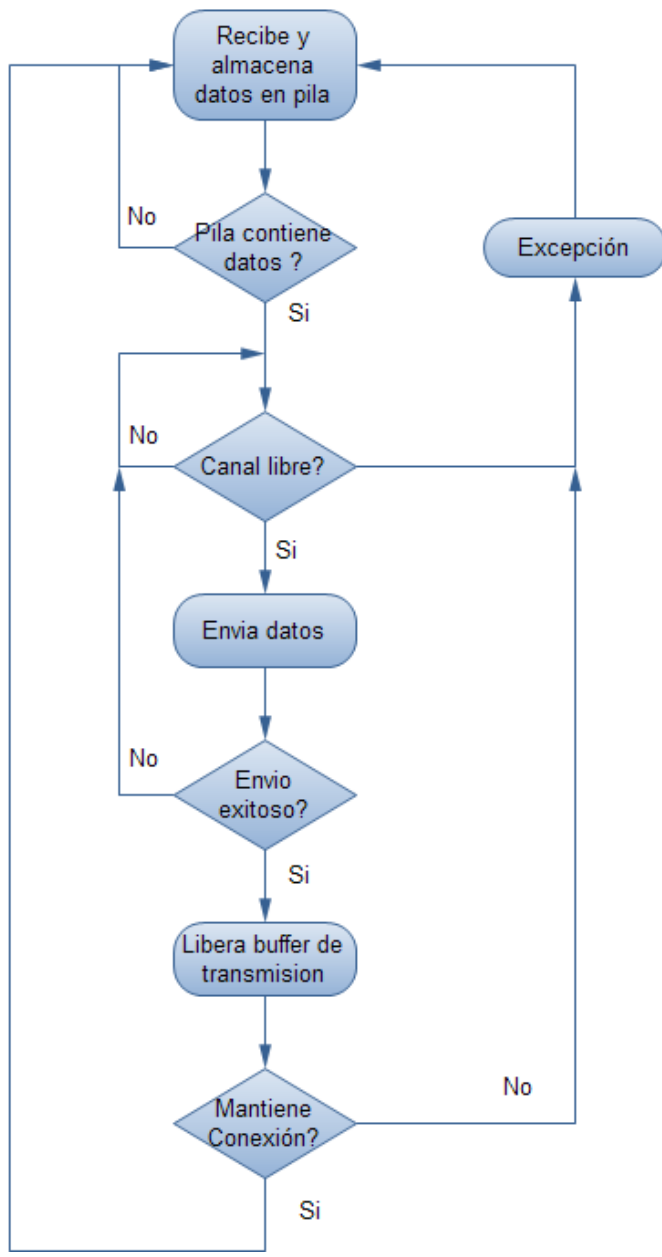 Recibe y
almacena
datos en pila
No
Pila contiene
datos ?
Excepción
Si
No
Canal libre?
Si
Envia datos
No
Envio
exitoso?
Si
Libera buffer de
transmision
No
Mantiene
Conexión?
Si